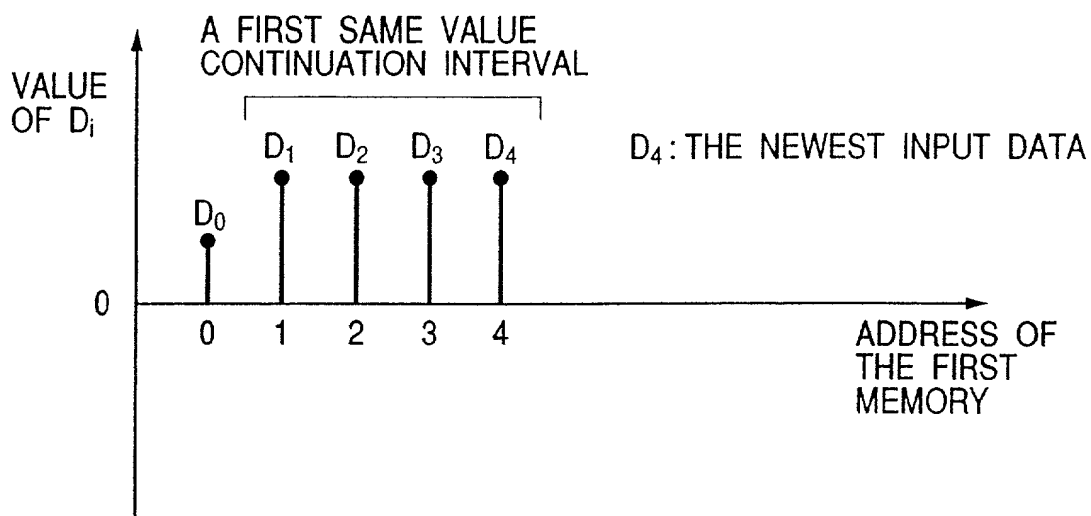 A FIRST SAME VALUE
CONTINUATION INTERVAL
VALUE
OF Di
D1 D2 D3 D4
D4: THE NEWEST INPUT DATA
D0
0
0 1 2 3 4
ADDRESS OF
THE FIRST
MEMORY